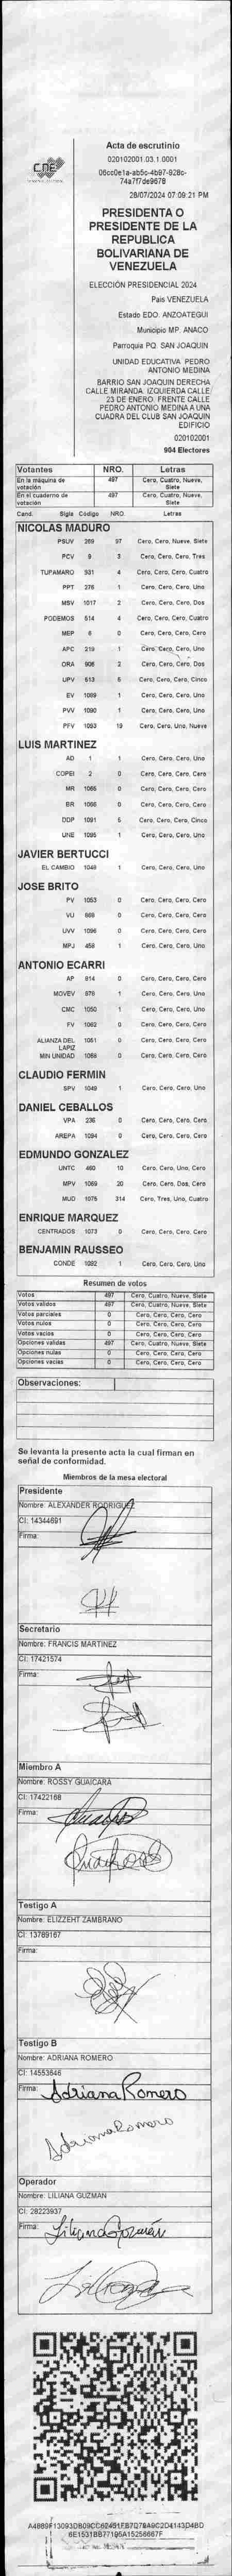 CNE
Acta de escrutinio
020102001.03.1.0001
06cc0e1a-ab5c-4b97-928c-
74a7f7de9678
28/07/2024 07:09:21 PM
PRESIDENTA O
PRESIDENTE DE LA
REPUBLICA
BOLIVARIANA DE
VENEZUELA
ELECCIÓN PRESIDENCIAL 2024
Pais VENEZUELA
Estado EDO. ANZOATEGUI
Municipio MP. ANACO
Parroquia PQ. SAN JOAQUIN
UNIDAD EDUCATIVA PEDRO
ANTONIO MEDINA
BARRIO SAN JOAQUIN DERECHA
CALLE MIRANDA. IZQUIERDA CALLE
23 DE ENERO. FRENTE CALLE
PEDRO ANTONIO MEDINA A UNA
CUADRA DEL CLUB SAN JOAQUIN
EDIFICIO
020102001
904 Electores
Votantes NRO. Letras
En la máquina de votación 497 Cero, Cuatro, Nueve, Siete
En el cuaderno de votación 497 Cero, Cuatro, Nueve, Siete
Cand. Sigla Código NRO. Letras
NICOLAS MADURO
PSUV 269 97 Cero, Cero, Nueve, Siete
PCV 9 3 Cero, Cero, Cero, Tres
TUPAMARO 931 4 Cero, Cero, Cero, Cuatro
PPT 276 1 Cero, Cero, Cero, Uno
MSV 1017 2 Cero, Cero, Cero, Dos
PODEMOS 514 4 Cero, Cero, Cero, Cuatro
MEP 6 0 Cero, Cero, Cero, Cero
APC 219 1 Cero, Cero, Cero, Uno
ORA 906 2 Cero, Cero, Cero, Dos
UPV 513 5 Cero, Cero, Cero, Cinco
EV 1089 1 Cero, Cero, Cero, Uno
PVV 1090 1 Cero, Cero, Cero, Uno
PFV 1093 19 Cero, Cero, Uno, Nueve
LUIS MARTINEZ
AD 1 1 Cero, Cero, Cero, Uno
COPEI 2 0 Cero, Cero, Cero, Cero
MR 1066 0 Cero, Cero, Cero, Cero
BR 1068 0 Cero, Cero, Cero, Cero
DDP 1091 5 Cero, Cero, Cero, Cinco
UNE 1095 1 Cero, Cero, Cero, Uno
JAVIER BERTUCCI
EL CAMBIO 1048 1 Cero, Cero, Cero, Uno
JOSE BRITO
PV 1053 0 Cero, Cero, Cero, Cero
VU 868 0 Cero, Cero, Cero, Cero
UVV 1096 0 Cero, Cero, Cero, Cero
MPJ 458 1 Cero, Cero, Cero, Uno
ANTONIO ECARRI
AP 814 0 Cero, Cero, Cero, Cero
MOVEV 878 1 Cero, Cero, Cero, Uno
CMC 1050 1 Cero, Cero, Cero, Uno
FV 1062 0 Cero, Cero, Cero, Cero
ALIANZA DEL LAPIZ 1051 0 Cero, Cero, Cero, Cero
MIN UNIDAD 1068 0 Cero, Cero, Cero, Cero
CLAUDIO FERMIN
SPV 1049 1 Cero, Cero, Cero, Uno
DANIEL CEBALLOS
VPA 236 0 Cero, Cero, Cero, Cero
AREPA 1094 0 Cero, Cero, Cero, Cero
EDMUNDO GONZALEZ
UNTC 460 10 Cero, Cero, Uno, Cero
MPV 1069 20 Cero, Cero, Dos, Cero
MUD 1075 314 Cero, Tres, Uno, Cuatro
ENRIQUE MARQUEZ
CENTRADOS 1073 0 Cero, Cero, Cero, Cero
BENJAMIN RAUSSEO
CONDE 1092 1 Cero, Cero, Cero, Uno
Resumen de votos
Votos 497 Cero, Cuatro, Nueve, Siete
Votos validos 497 Cero, Cuatro, Nueve, Siete
Votos parciales 0 Cero, Cero, Cero, Cero
Votos nulos 0 Cero, Cero, Cero, Cero
Votos vacios 0 Cero, Cero, Cero, Cero
Opciones validas 497 Cero, Cuatro, Nueve, Siete
Opciones nulas 0 Cero, Cero, Cero, Cero
Opciones vacias 0 Cero, Cero, Cero, Cero
Observaciones:
Se levanta la presente acta la cual firman en
señal de conformidad.
Miembros de la mesa electoral
Presidente
Nombre: ALEXANDER RODRIGUEZ
CI: 14344691
Firma:
Secretario
Nombre: FRANCIS MARTINEZ
CI: 17421574
Firma:
Miembro A
Nombre: ROSSY GUAICARA
CI: 17422168
Firma:
Testigo A
Nombre: ELIZZEHT ZAMBRANO
CI: 13789167
Firma:
Testigo B
Nombre: ADRIANA ROMERO
CI: 14553646
Firma: Adriana Romero
Adriana Romero
Operador
Nombre: LILIANA GUZMAN
CI: 28223937
Firma: Liliana Guzmán